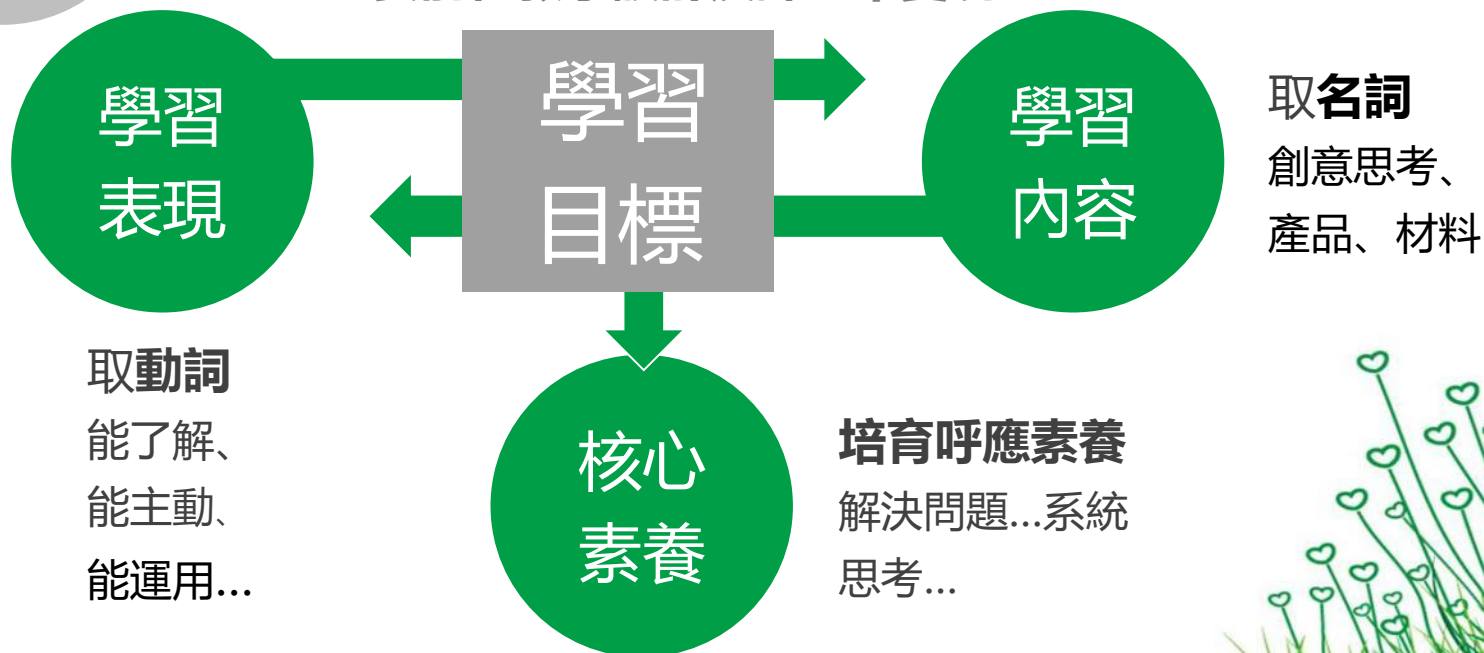 學習
表現
學習
目標
學習
內容
取名詞
創意思考、
產品、材料
取動詞
能了解、
能主動、
能運用...
核心
素養
培育呼應素養
解決問題...系統
思考...